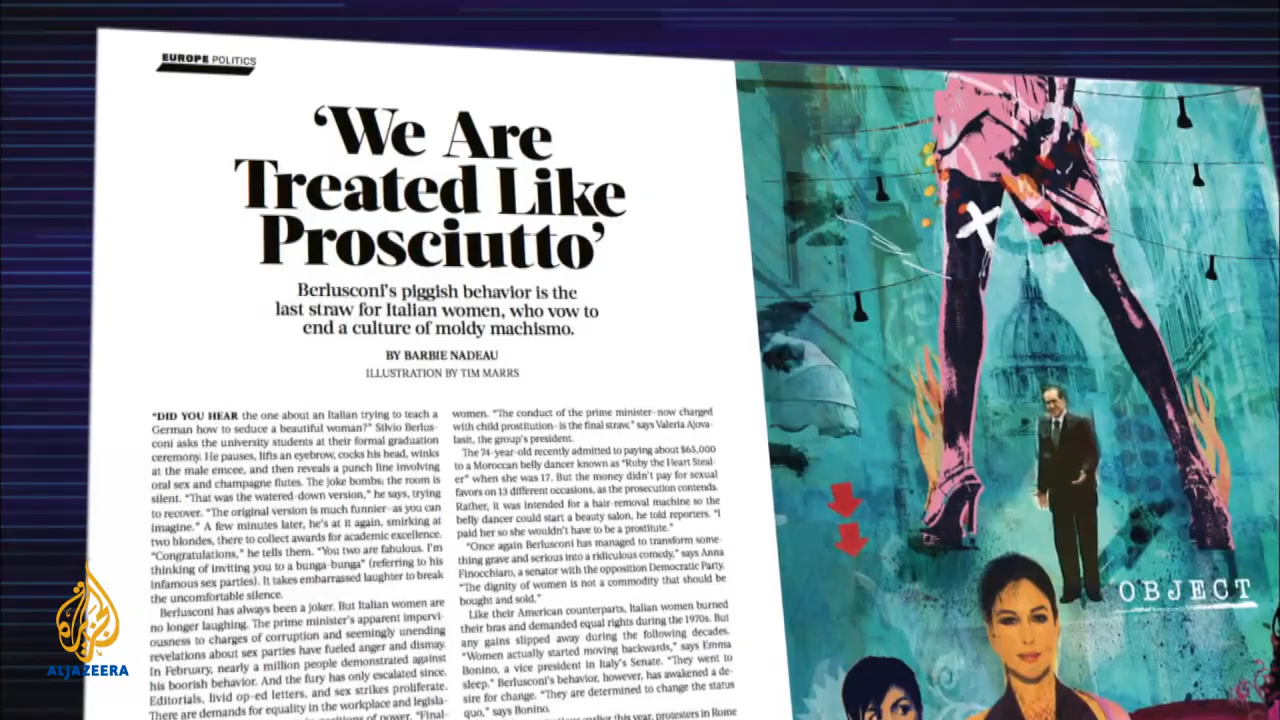 EUROPE POLITICS
‘We Are
Treated Like
Prosciutto’
Berlusconi's piggish behavior is the
last straw for Italian women, who vow to
end a culture of moldy machismo.
BY BARBIE NADEAU
ILLUSTRATION BY TIM MARRS
"DID YOU HEAR the one about an Italian trying to teach a
German how to seduce a beautiful woman?" Silvio Berlus-
coni asks the university students at their formal graduation
ceremony. He pauses, lifts an eyebrow, cocks his head, winks
at the male emcee, and then reveals a punch line involving
oral sex and champagne flutes. The joke bombs; the room is
silent. "That was the watered-down version," he says, trying
to recover. "The original version is much funnier–as you can
imagine." A few minutes later, he's at it again, smirking at
two blondes, there to collect awards for academic excellence.
"Congratulations," he tells them. "You two are fabulous. I'm
thinking of inviting you to a bunga-bunga" (referring to his
infamous sex parties). It takes embarrassed laughter to break
the uncomfortable silence.
Berlusconi has always been a joker. But Italian women are
no longer laughing. The prime minister's apparent impervi-
ousness to charges of corruption and seemingly unending
revelations about sex parties have fueled anger and dismay.
In February, nearly a million people demonstrated against
his boorish behavior. And the fury has only escalated since.
Editorials, livid op-ed letters, and sex strikes proliferate.
There are demands for equality in the workplace and legisla-
positions of power. "Final-
women. "The conduct of the prime minister–now charged
with child prostitution–is the final straw," says Valeria Ajova-
lasit, the group's president.
The 74-year-old recently admitted to paying about $65,000
to a Moroccan belly dancer known as "Ruby the Heart Steal-
er" when she was 17. But the money didn't pay for sexual
favors on 13 different occasions, as the prosecution contends.
Rather, it was intended for a hair-removal machine so the
belly dancer could start a beauty salon, he told reporters. "I
paid her so she wouldn't have to be a prostitute."
"Once again Berlusconi has managed to transform some-
thing grave and serious into a ridiculous comedy," says Anna
Finocchiaro, a senator with the opposition Democratic Party.
"The dignity of women is not a commodity that should be
bought and sold."
Like their American counterparts, Italian women burned
their bras and demanded equal rights during the 1970s. But
any gains slipped away during the following decades.
"Women actually started moving backwards," says Emma
Bonino, a vice president in Italy's Senate. "They went to
sleep." Berlusconi's behavior, however, has awakened a de-
sire for change. "They are determined to change the status
quo," says Bonino.
earlier this year, protesters in Rome
OBJECT
ALJAZEERA